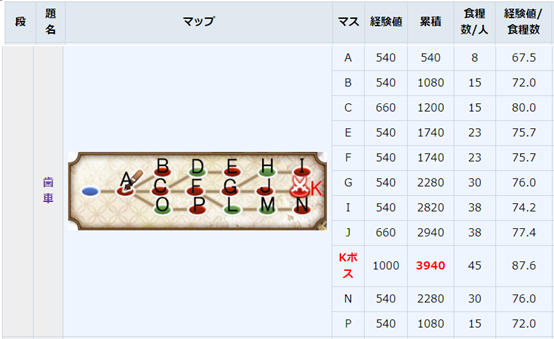 段 題名 マップ マス 経験値 累積 食糧数/人 経験値/食糧数
歯車
B D E H I
A C F G J K
O P L M N
A 540 540 8 67.5
B 540 1080 15 72.0
C 660 1200 15 80.0
E 540 1740 23 75.7
F 540 1740 23 75.7
G 540 2280 30 76.0
I 540 2820 38 74.2
J 660 2940 38 77.4
Kボス 1000 3940 45 87.6
N 540 2280 30 76.0
P 540 1080 15 72.0